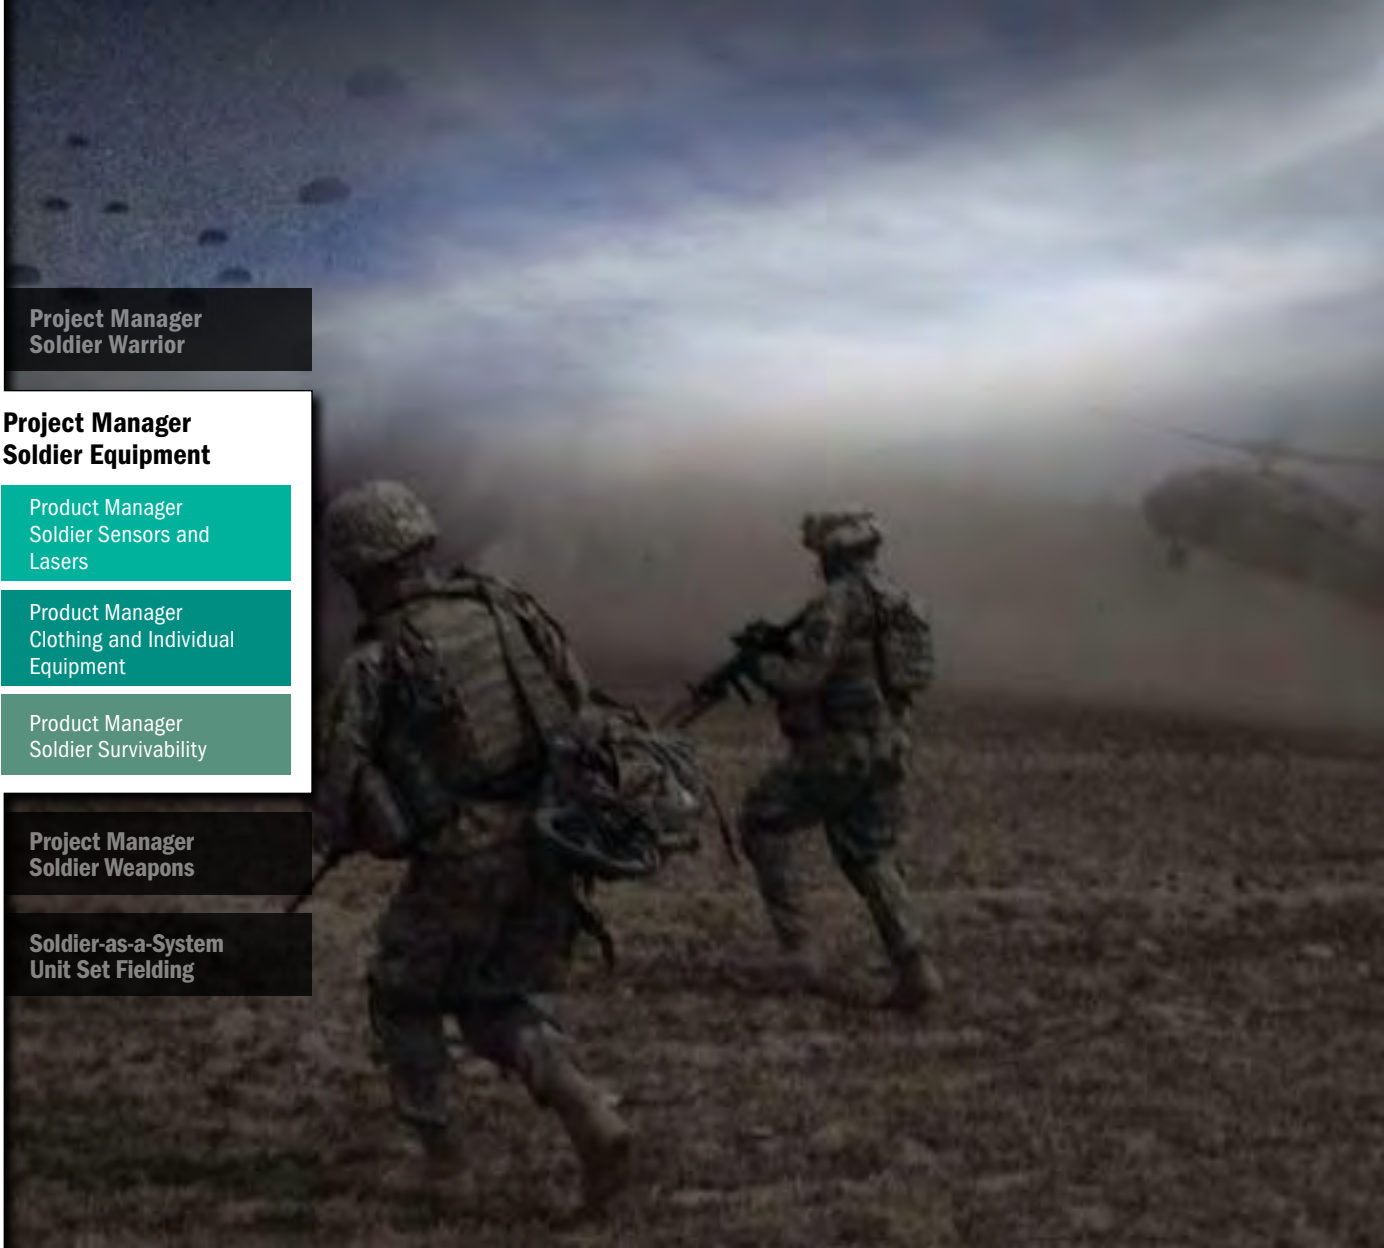 Project Manager
Soldier Warrior
Project Manager
Soldier Equipment
Product Manager
Soldier Sensors and
Lasers
Product Manager
Clothing and Individual
Equipment
Product Manager
Soldier Survivability
Project Manager
Soldier Weapons
Soldier-as-a-System
Unit Set Fielding